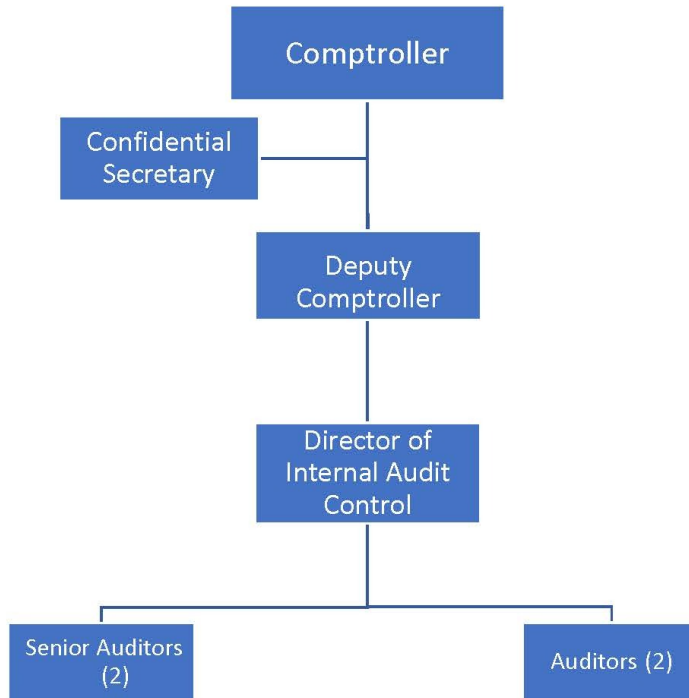 Comptroller
Confidential
Secretary
Deputy
Comptroller
Director of
Internal Audit
Control
Senior Auditors
(2)
Auditors (2)